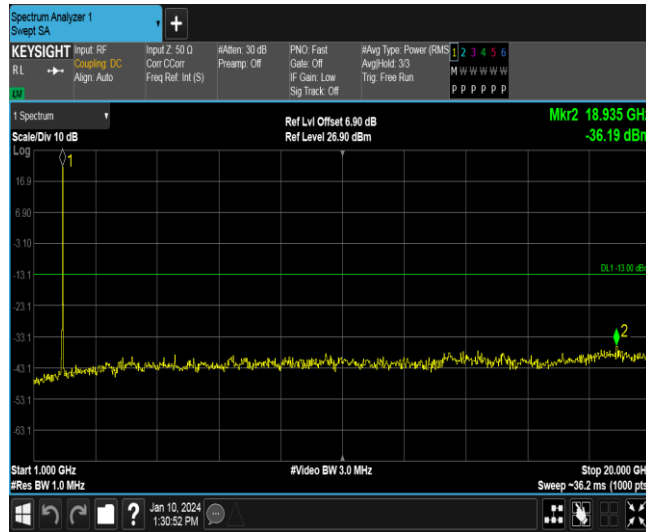 Spectrum Analyzer 1
Swept SA
+
KEYSIGHT
RL
LXI
Input: RF
Coupling: DC
Align: Auto
Input Z: 50 Ω
Corr CCorr
Freq Ref: Int (S)
#Atten: 30 dB
Preamp: Off
PNO: Fast
Gate: Off
IF Gain: Low
Sig Track: Off
#Avg Type: Power (RMS
Avg|Hold: 3/3
Trig: Free Run
1 2 3 4 5 6
M W W W W W
P P P P P P
1 Spectrum
Scale/Div 10 dB
Log
Ref Lvl Offset 6.90 dB
Ref Level 26.90 dBm
Mkr2 18.935 GHz
-36.19 dBm
1
16.9
6.90
-3.10
-13.1
DL1 -13.00 dBm
-23.1
-33.1
2
-43.1
-53.1
-63.1
Start 1.000 GHz
#Res BW 1.0 MHz
#Video BW 3.0 MHz
Stop 20.000 GHz
Sweep ~36.2 ms (1000 pts)
?
Jan 10, 2024
1:30:52 PM